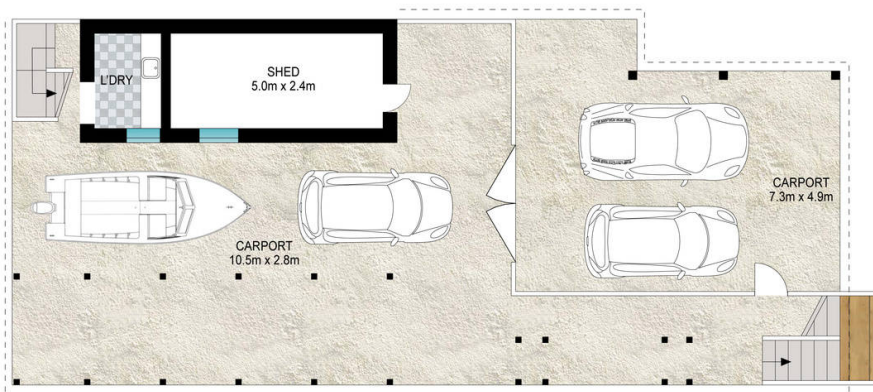 L'DRY
SHED
5.0m x 2.4m
CARPORT
7.3m x 4.9m
CARPORT
10.5m x 2.8m